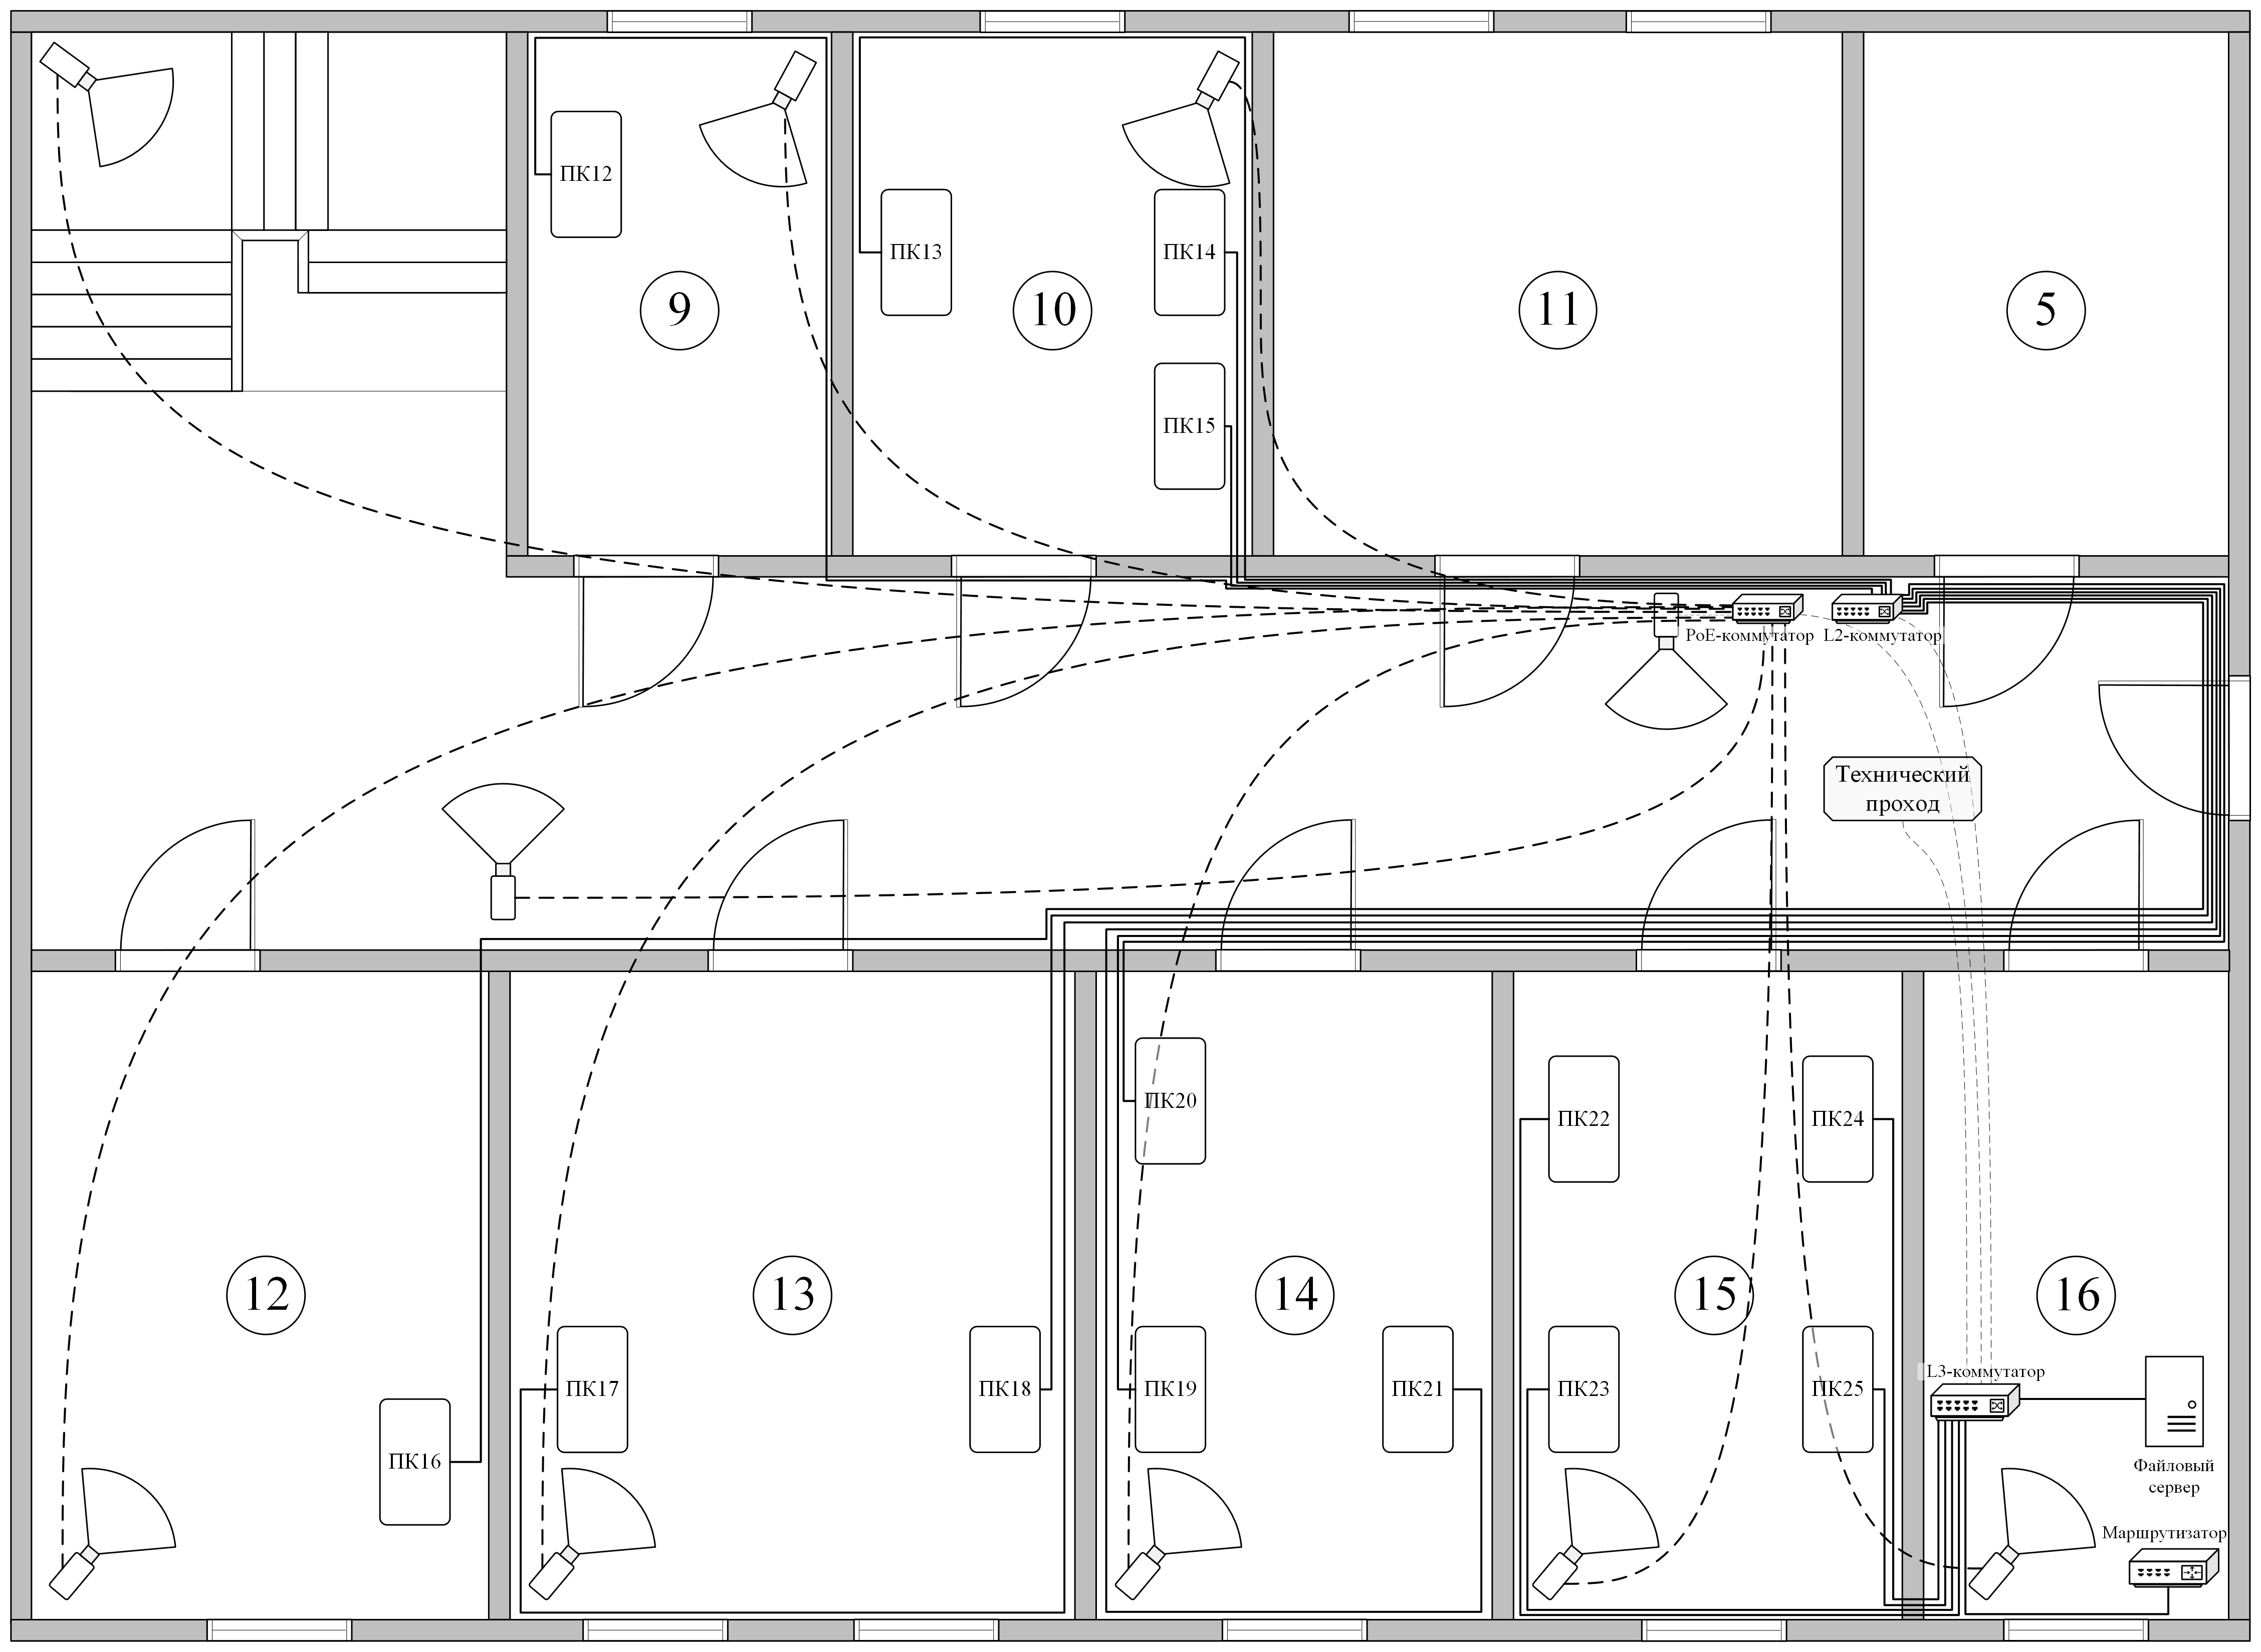 ПК12
ПК13
ПК14
9
10
11
5
ПК15
PoE-коммутатор
L2-коммутатор
Технический
проход
ПК20
ПК22
ПК24
12
13
14
15
16
L3-коммутатор
ПК17
ПК18
ПК19
ПК21
ПК23
ПК25
ПК16
Файловый
сервер
Маршрутизатор